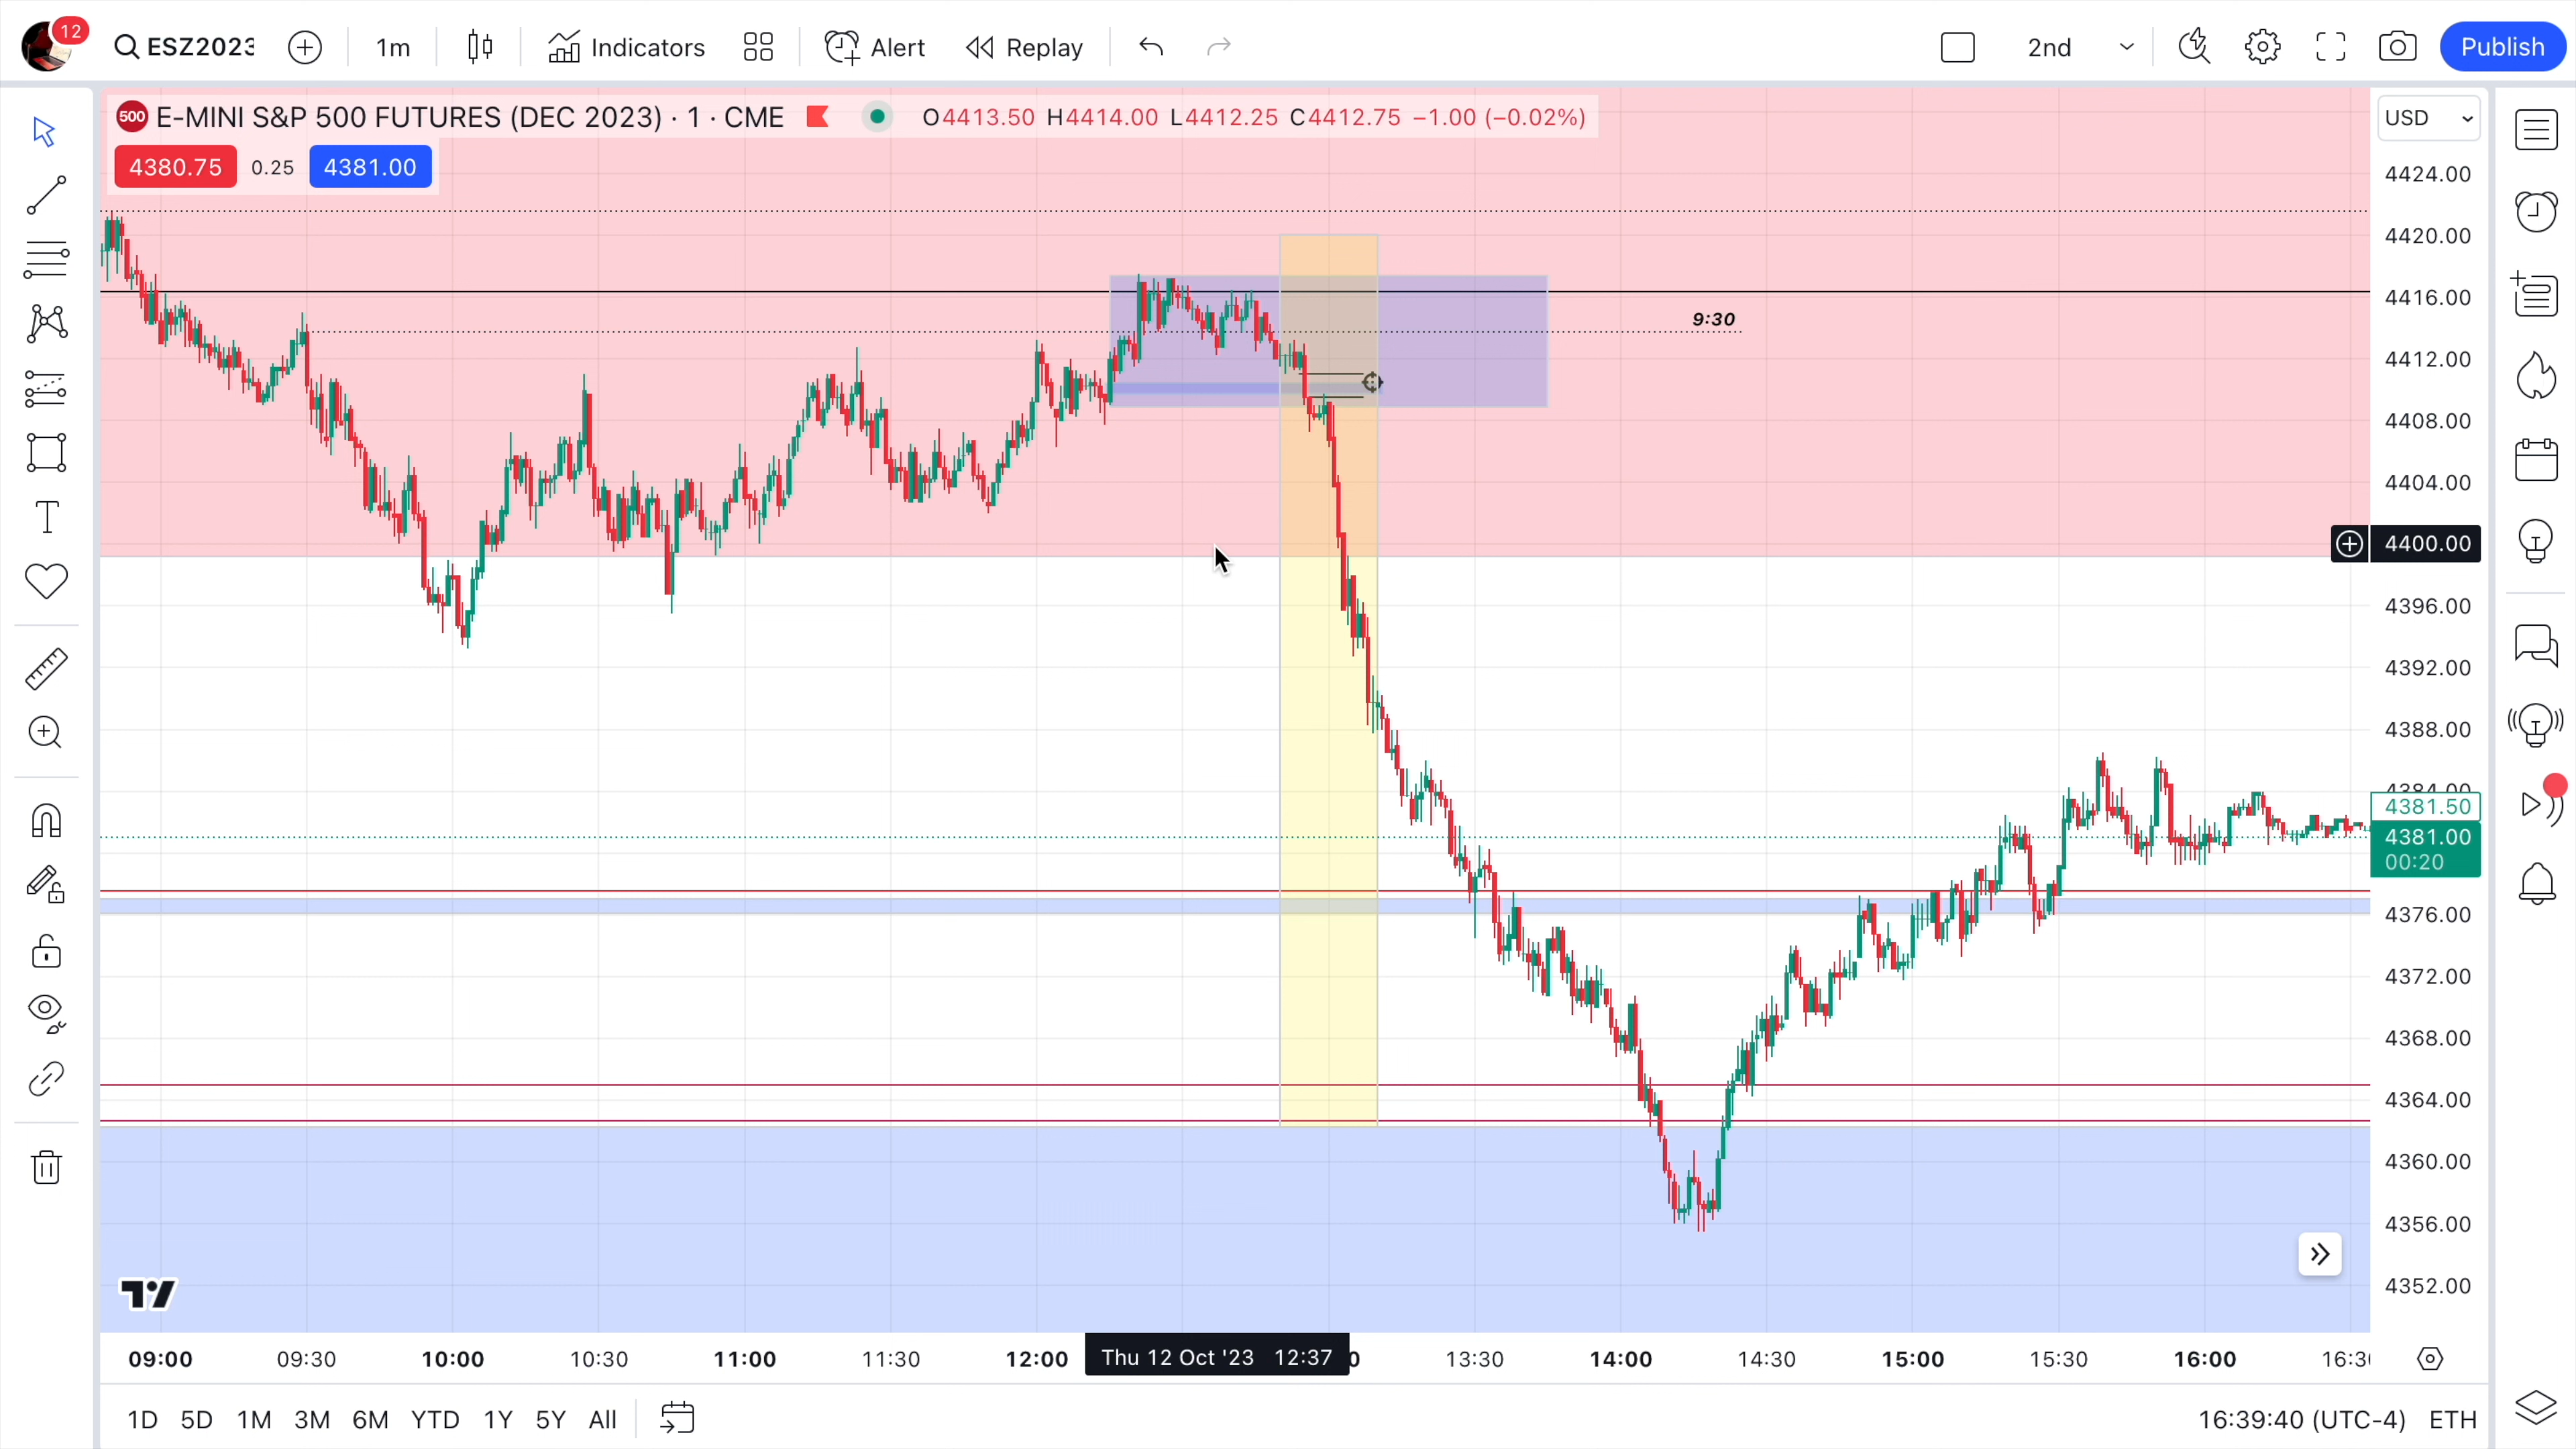 12
ESZ2023
1m
Indicators
Alert
Replay
2nd
Publish
500
E-MINI S&P 500 FUTURES (DEC 2023) · 1 · CME
O4413.50 H4414.00 L4412.25 C4412.75 −1.00 (−0.02%)
4380.75
0.25
4381.00
USD
4424.00
4420.00
4416.00
9:30
4412.00
4408.00
4404.00
4400.00
4396.00
4392.00
4388.00
4384.00
4381.50
4381.00
00:20
4376.00
4372.00
4368.00
4364.00
4360.00
4356.00
4352.00
09:00
09:30
10:00
10:30
11:00
11:30
12:00
Thu 12 Oct '23 12:37
13:30
14:00
14:30
15:00
15:30
16:00
1D
5D
1M
3M
6M
YTD
1Y
5Y
All
16:39:40 (UTC-4)
ETH